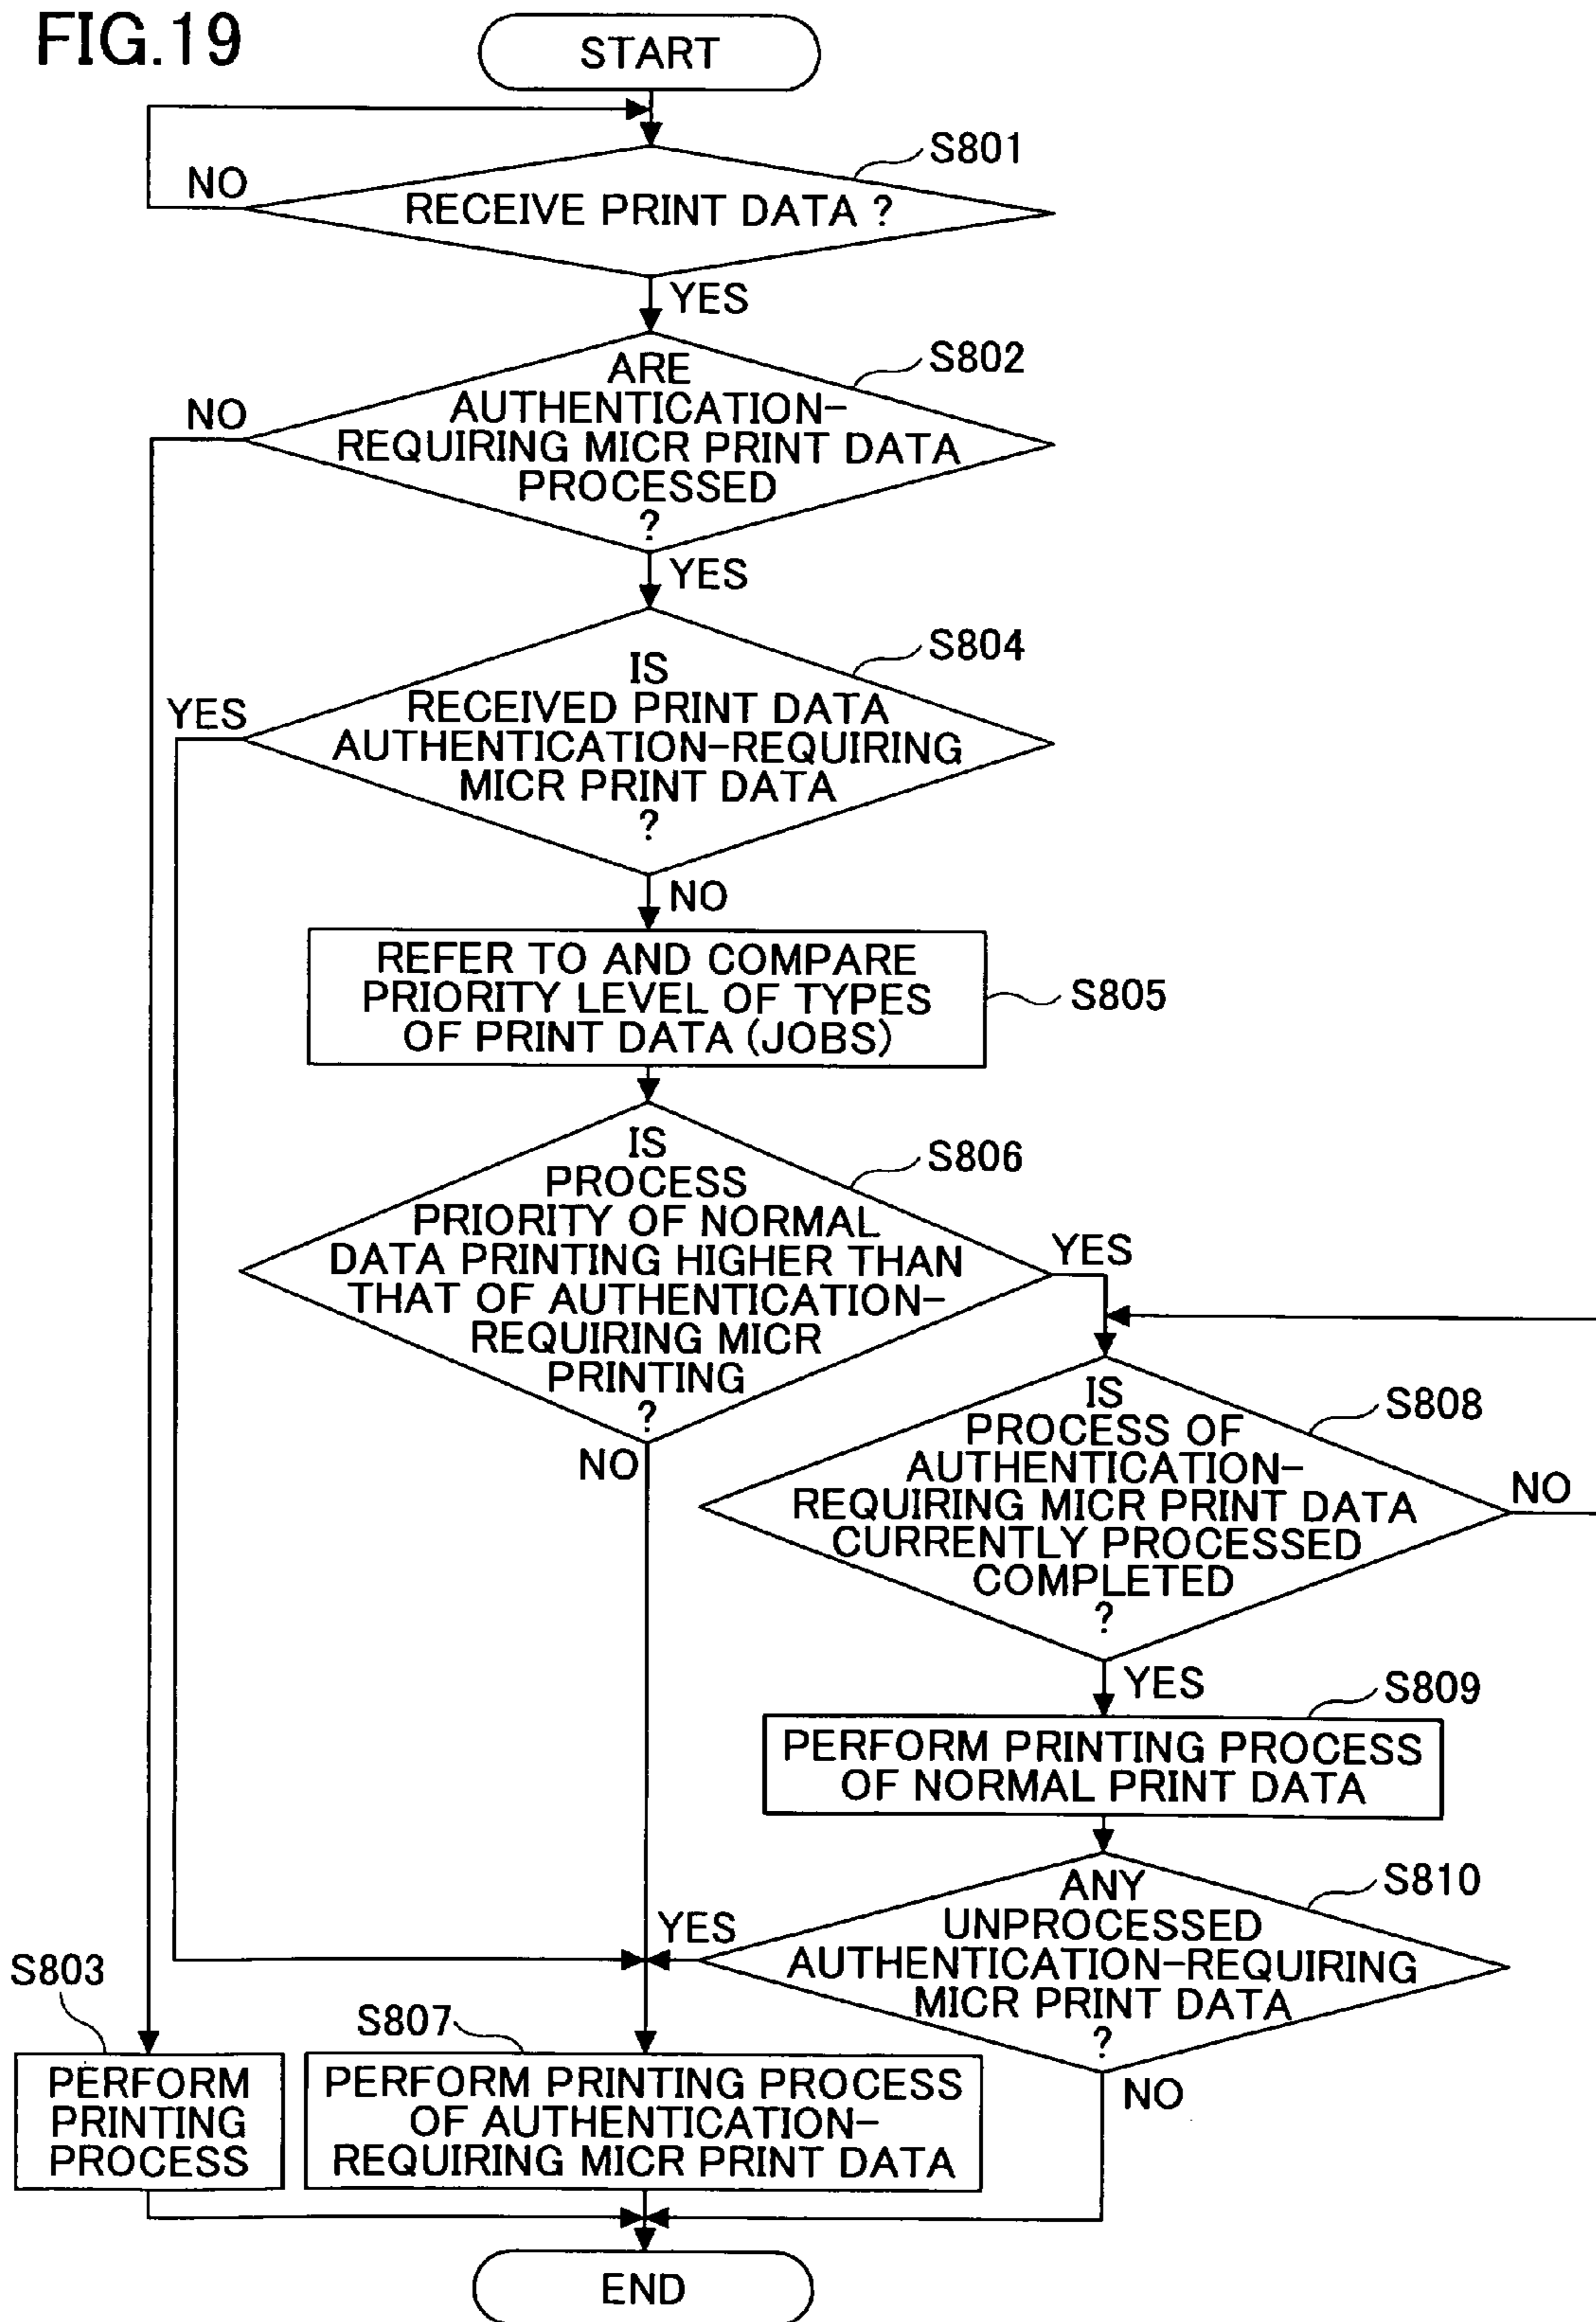 FIG.19
START
S801
NO
RECEIVE PRINT DATA ?
YES
S802
NO
ARE
AUTHENTICATION-
REQUIRING MICR PRINT DATA
PROCESSED
?
YES
S804
YES
IS
RECEIVED PRINT DATA
AUTHENTICATION-REQUIRING
MICR PRINT DATA
?
NO
REFER TO AND COMPARE
PRIORITY LEVEL OF TYPES
OF PRINT DATA (JOBS)
S805
S806
IS
PROCESS
PRIORITY OF NORMAL
DATA PRINTING HIGHER THAN
THAT OF AUTHENTICATION-
REQUIRING MICR
PRINTING
?
YES
NO
S808
IS
PROCESS OF
AUTHENTICATION-
REQUIRING MICR PRINT DATA
CURRENTLY PROCESSED
COMPLETED
?
NO
YES
S809
PERFORM PRINTING PROCESS
OF NORMAL PRINT DATA
S810
YES
ANY
UNPROCESSED
AUTHENTICATION-REQUIRING
MICR PRINT DATA
?
NO
S803
PERFORM
PRINTING
PROCESS
S807
PERFORM PRINTING PROCESS
OF AUTHENTICATION-
REQUIRING MICR PRINT DATA
END